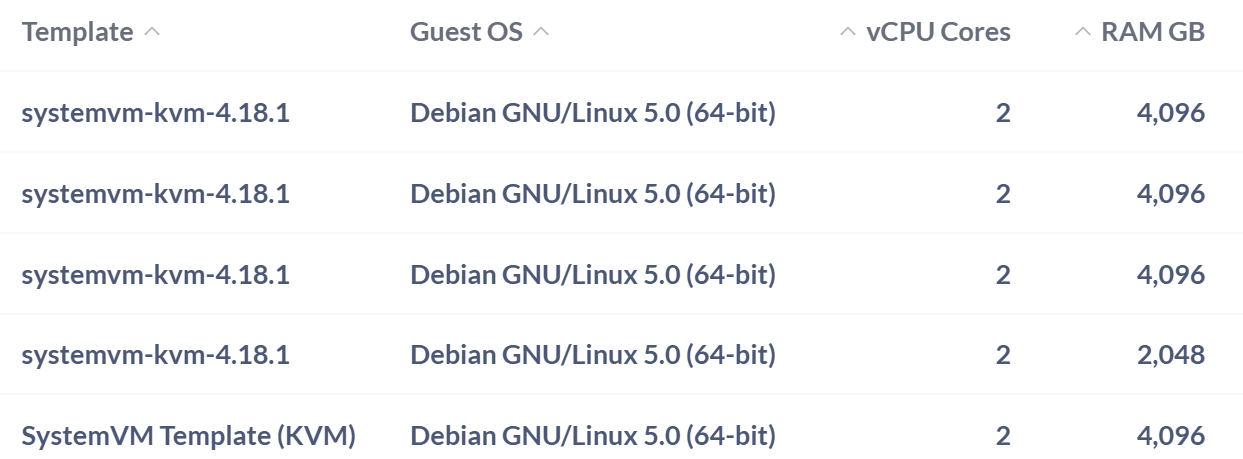 Template Guest OS vCPU Cores RAM GB
systemvm-kvm-4.18.1 Debian GNU/Linux 5.0 (64-bit) 2 4,096
systemvm-kvm-4.18.1 Debian GNU/Linux 5.0 (64-bit) 2 4,096
systemvm-kvm-4.18.1 Debian GNU/Linux 5.0 (64-bit) 2 4,096
systemvm-kvm-4.18.1 Debian GNU/Linux 5.0 (64-bit) 2 2,048
SystemVM Template (KVM) Debian GNU/Linux 5.0 (64-bit) 2 4,096